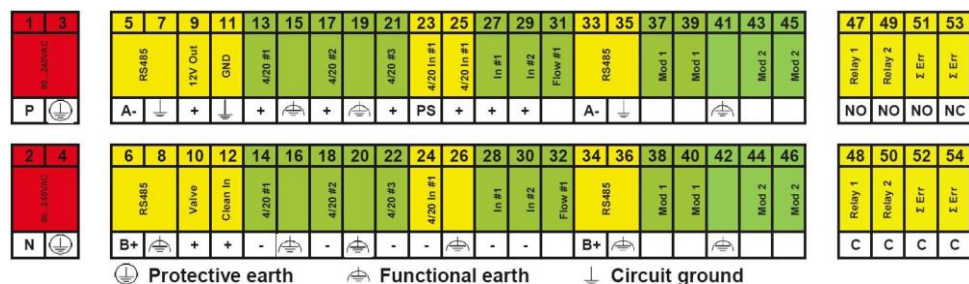 1 3 5 7 9 11 13 15 17 19 21 23 25 27 29 31 33 35 37 39 41 43 45 47 49 51 53
90...240VAC RS485 12V Out GND 4/20 #1 4/20 #2 4/20 #3 4/20 In #1 4/20 In #1 In #1 In #2 Flow #1 RS485 Mod 1 Mod 1 Mod 2 Mod 2 Relay 1 Relay 2 Σ Err Σ Err
P A- + + + + PS + + + A- NO NO NO NC
2 4 6 8 10 12 14 16 18 20 22 24 26 28 30 32 34 36 38 40 42 44 46 48 50 52 54
90...240VAC RS485 Valve Clean In 4/20 #1 4/20 #2 4/20 #3 4/20 In #1 In #1 In #2 Flow #1 RS485 Mod 1 Mod 1 Mod 2 Mod 2 Relay 1 Relay 2 Σ Err Σ Err
N B+ + + - - - - - - B+ C C C C
Protective earth Functional earth Circuit ground